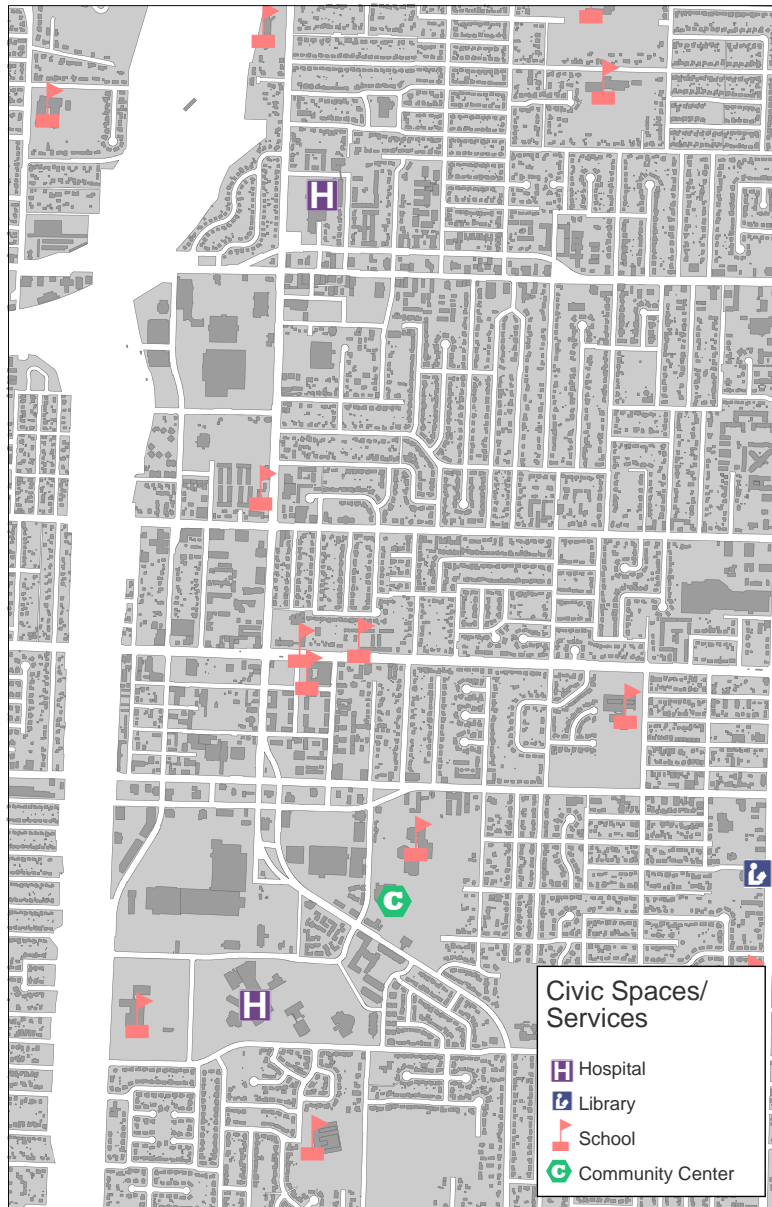 H
C
H
Civic Spaces/
Services
H Hospital
Library
School
C Community Center